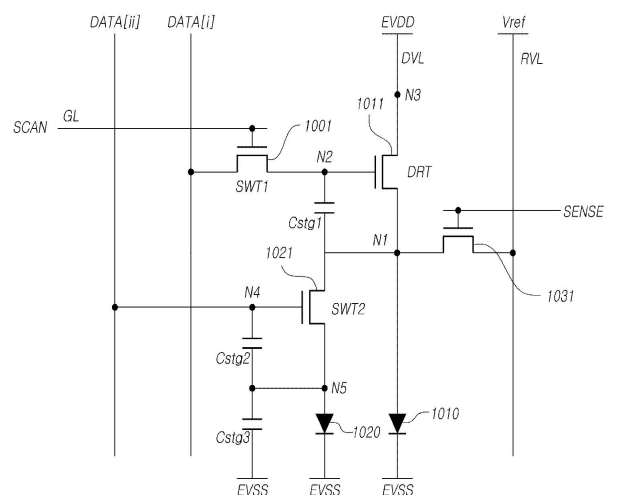 DATA[ii] DATA[i] EVDD Vref
DVL RVL
N3
1011
GL
SCAN
1001
N2
DRT
SWT1
Cstg1
SENSE
N1
1021
1031
N4
SWT2
Cstg2
N5
1010
Cstg3
1020
EVSS EVSS EVSS